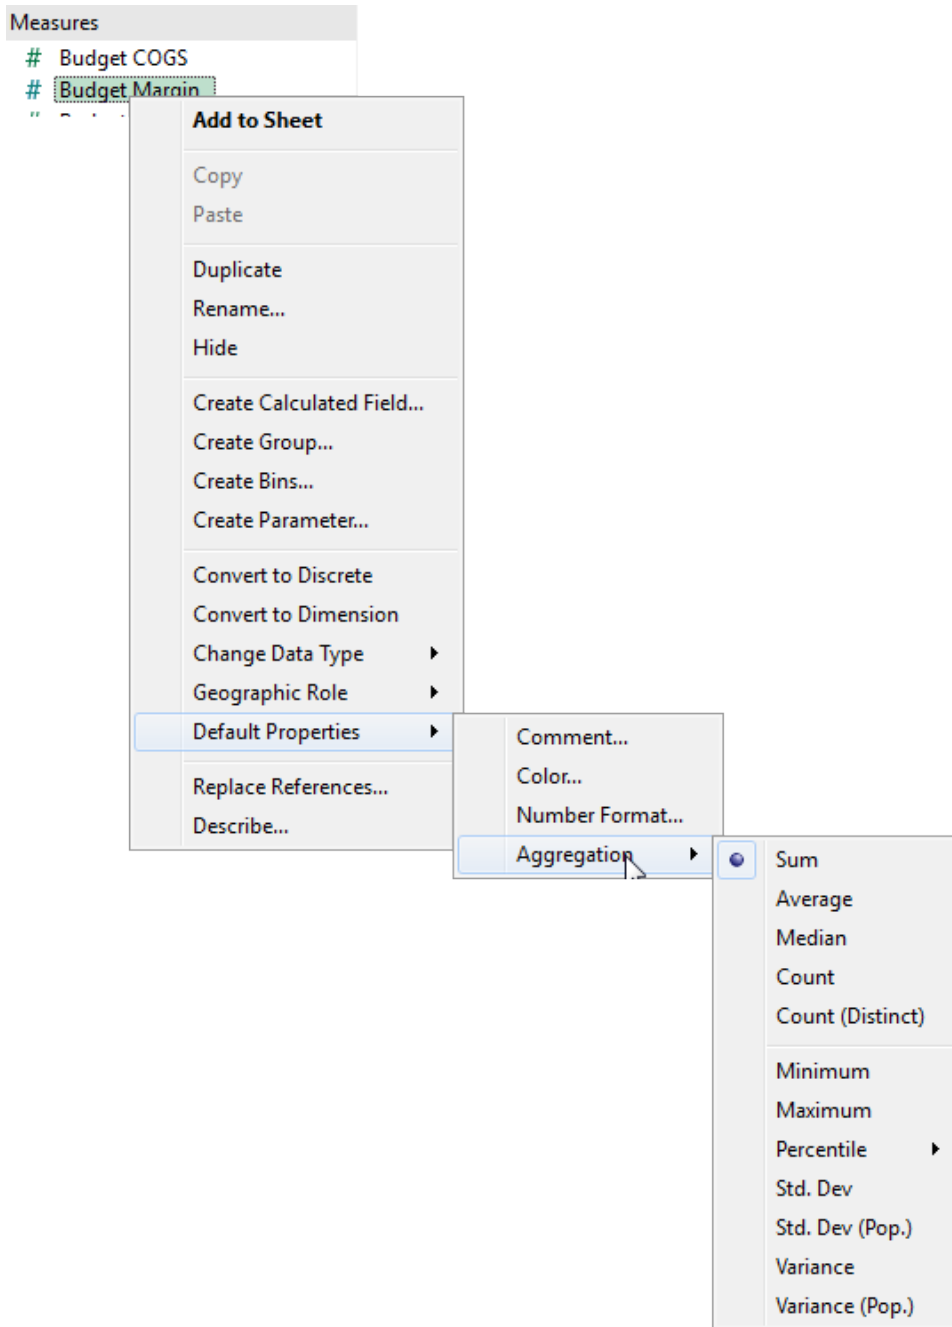 Measures
# Budget COGS
# Budget Margin
Add to Sheet
Copy
Paste
Duplicate
Rename...
Hide
Create Calculated Field...
Create Group...
Create Bins...
Create Parameter...
Convert to Discrete
Convert to Dimension
Change Data Type
Geographic Role
Default Properties
Replace References...
Describe...
Comment...
Color...
Number Format...
Aggregation
Sum
Average
Median
Count
Count (Distinct)
Minimum
Maximum
Percentile
Std. Dev
Std. Dev (Pop.)
Variance
Variance (Pop.)